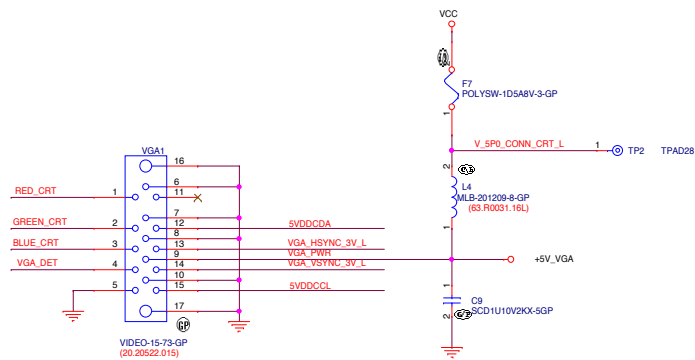 VCC
F7
POLYSW-1D5A8V-3-GP
1
V_5P0_CONN_CRT_L
1
TP2
TPAD28
2
L4
MLB-201209-8-GP
(63.R0031.16L)
1
+5V_VGA
1
C9
SCD1U10V2KX-5GP
2
VGA1
16
6
RED_CRT
1
11
7
GREEN_CRT
2
12
5VDDCDA
8
BLUE_CRT
3
13
VGA_HSYNC_3V_L
9
VGA_PWR
VGA_DET
4
14
VGA_VSYNC_3V_L
10
5
15
5VDDCCL
17
GP
VIDEO-15-73-GP
(20.20522.015)